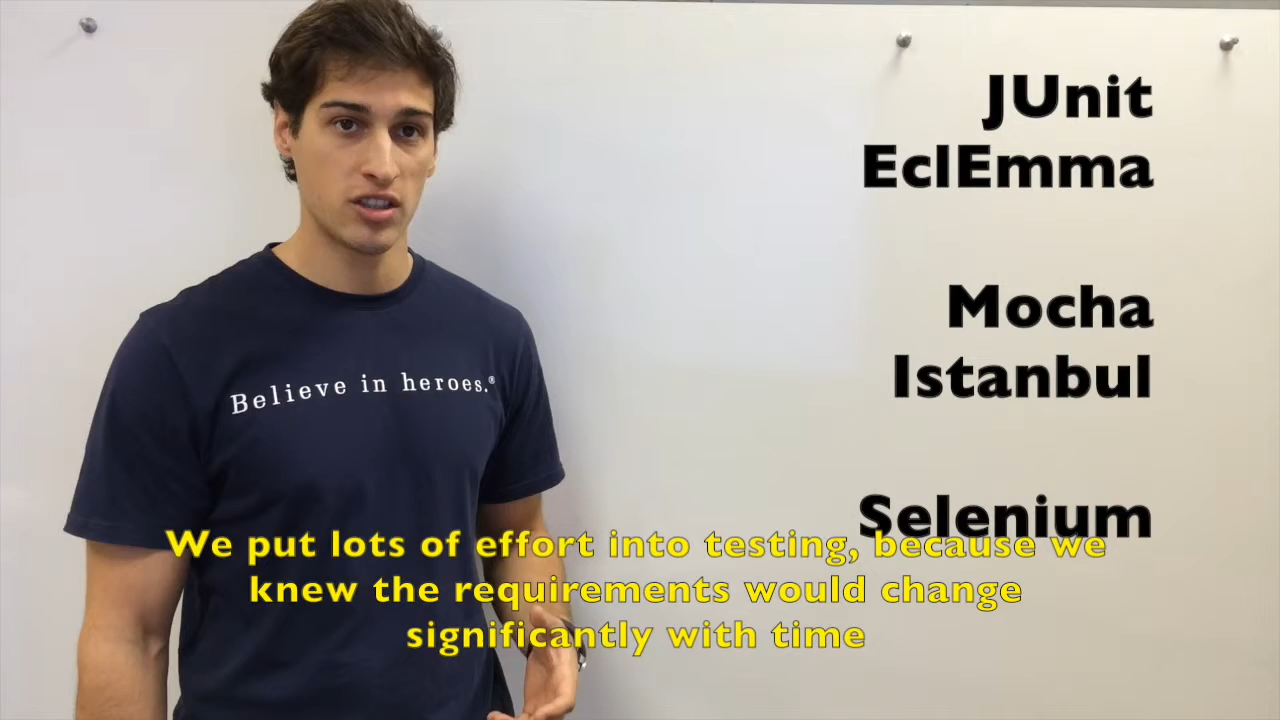 JUnit
EclEmma
Mocha
Istanbul
Selenium
Believe in heroes.®
We put lots of effort into testing, because we
knew the requirements would change
significantly with time